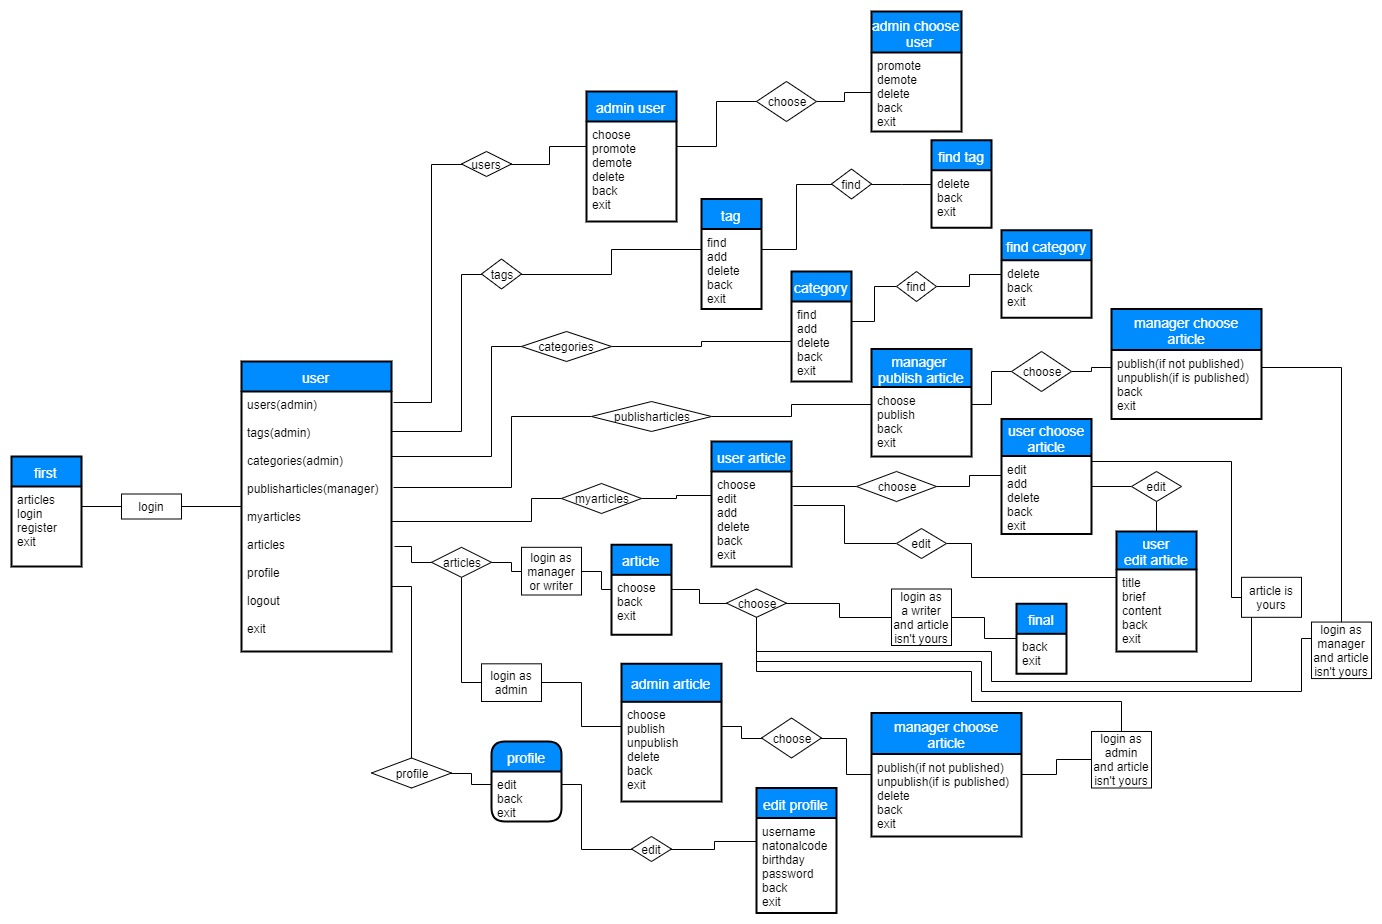 first
articles
login
register
exit
login
user
users(admin)
tags(admin)
categories(admin)
publisharticles(manager)
myarticles
articles
profile
logout
exit
users
admin user
choose
promote
demote
delete
back
exit
choose
admin choose
user
promote
demote
delete
back
exit
tags
tag
find
add
delete
back
exit
find
find tag
delete
back
exit
categories
category
find
add
delete
back
exit
find
find category
delete
back
exit
publisharticles
manager
publish article
choose
publish
back
exit
choose
manager choose
article
publish(if not published)
unpublish(if is published)
back
exit
myarticles
user article
choose
edit
add
delete
back
exit
choose
user choose
article
edit
add
delete
back
exit
edit
edit
user
edit article
title
brief
content
back
exit
articles
login as
manager
or writer
article
choose
back
exit
choose
login as
a writer
and article
isn't yours
final
back
exit
article is
yours
login as
manager
and article
isn't yours
login as
admin
admin article
choose
publish
unpublish
delete
back
exit
choose
manager choose
article
publish(if not published)
unpublish(if is published)
delete
back
exit
login as
admin
and article
isn't yours
profile
profile
edit
back
exit
edit
edit profile
username
natonalcode
birthday
password
back
exit